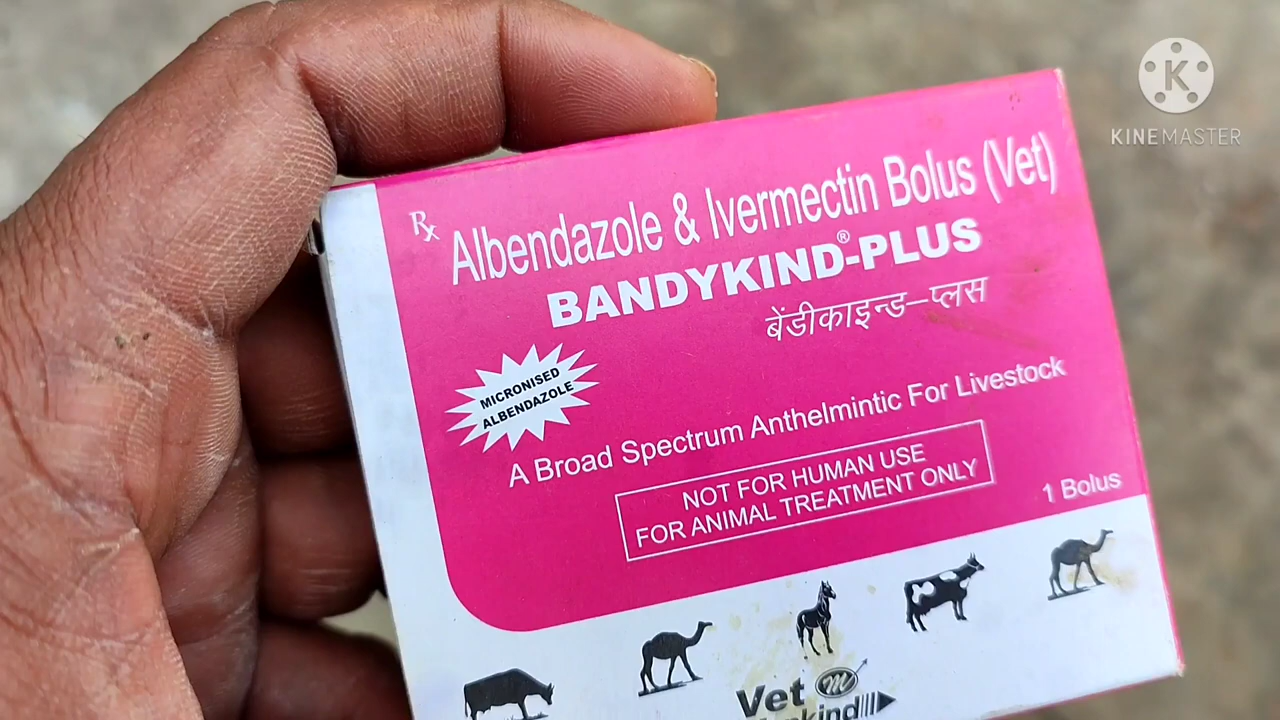 K
KINEMASTER
Rx Albendazole & Ivermectin Bolus (Vet)
BANDYKIND®-PLUS
बेंडीकाइन्ड–प्लस
MICRONISED
ALBENDAZOLE
A Broad Spectrum Anthelmintic For Livestock
NOT FOR HUMAN USE
FOR ANIMAL TREATMENT ONLY
1 Bolus
Vet